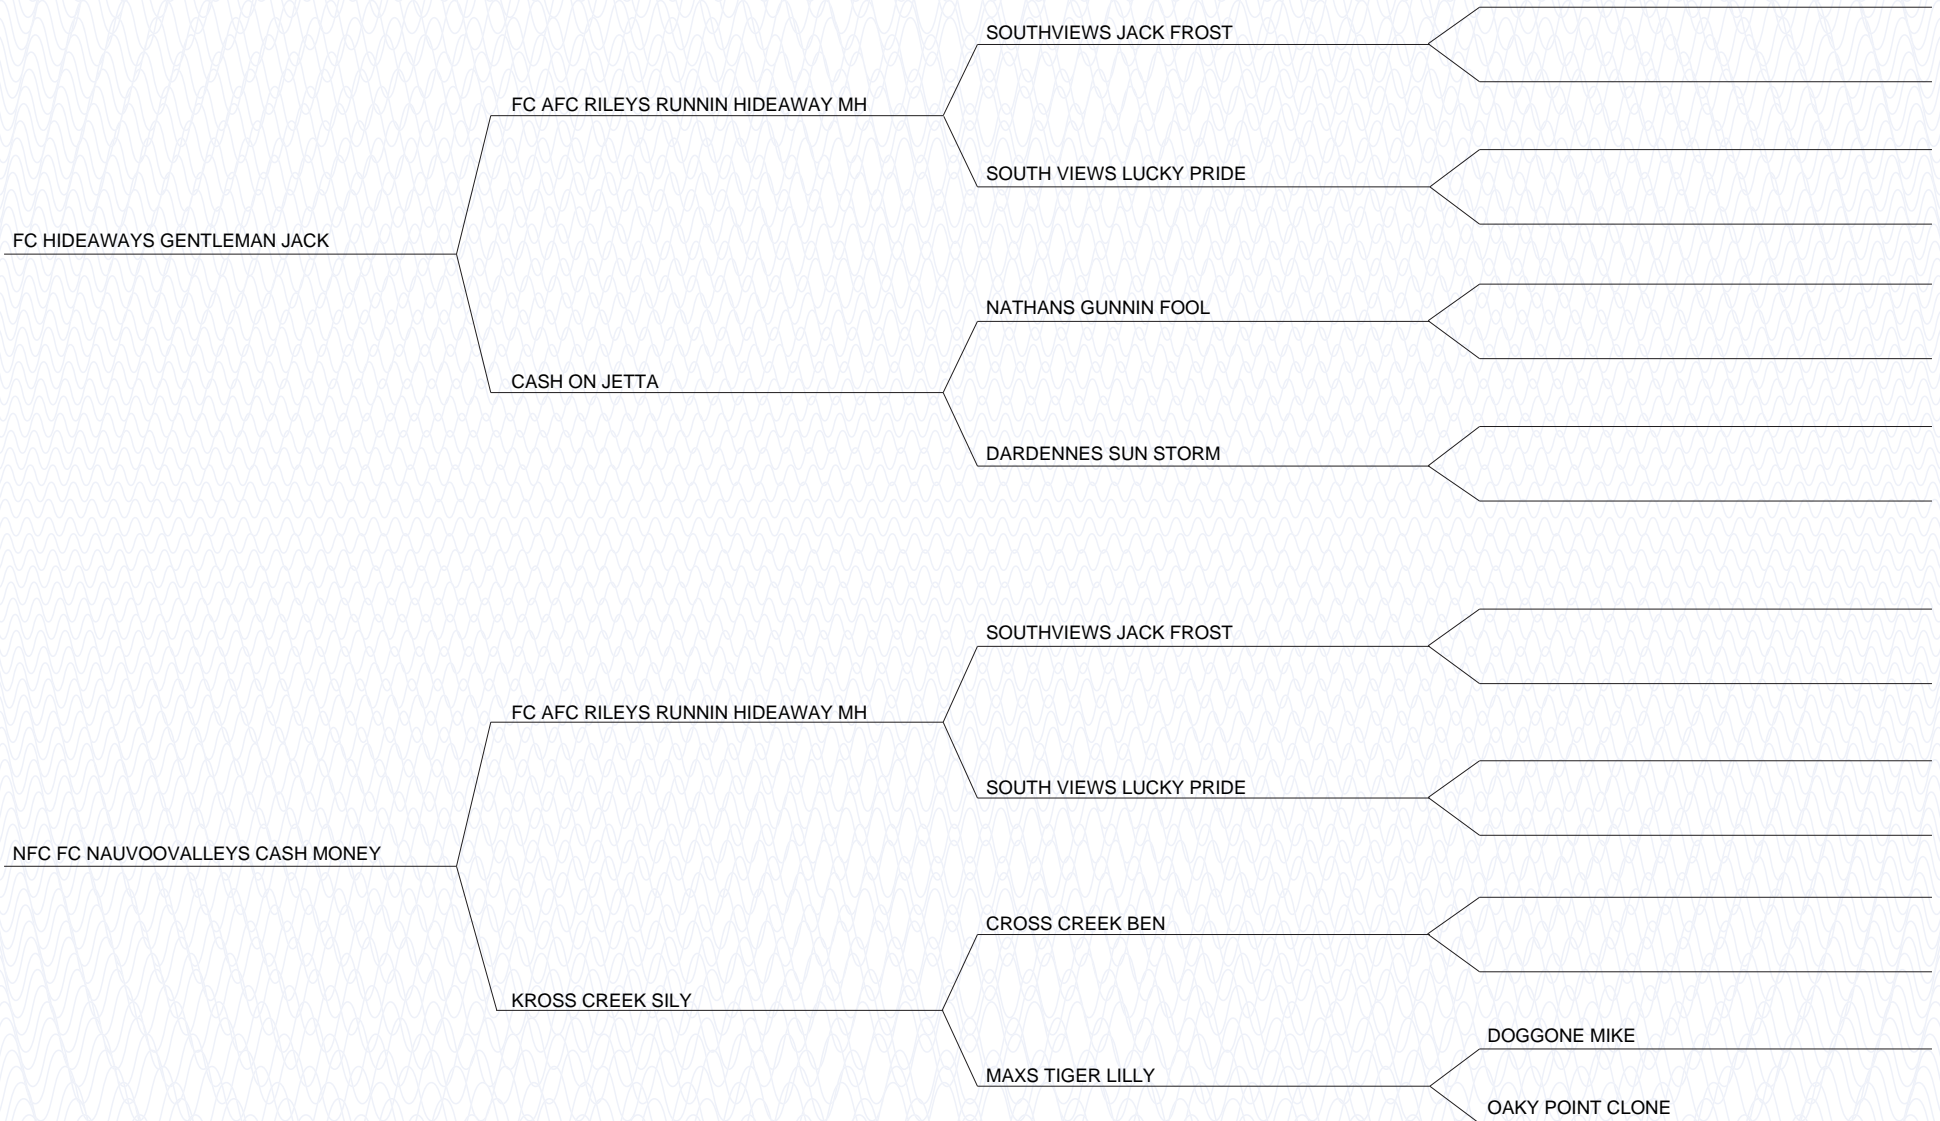 SOUTHVIEWS JACK FROST
FC AFC RILEYS RUNNIN HIDEAWAY MH
SOUTH VIEWS LUCKY PRIDE
FC HIDEAWAYS GENTLEMAN JACK
NATHANS GUNNIN FOOL
CASH ON JETTA
DARDENNES SUN STORM
SOUTHVIEWS JACK FROST
FC AFC RILEYS RUNNIN HIDEAWAY MH
SOUTH VIEWS LUCKY PRIDE
NFC FC NAUVOOVALLEYS CASH MONEY
CROSS CREEK BEN
KROSS CREEK SILY
DOGGONE MIKE
MAXS TIGER LILLY
OAKY POINT CLONE